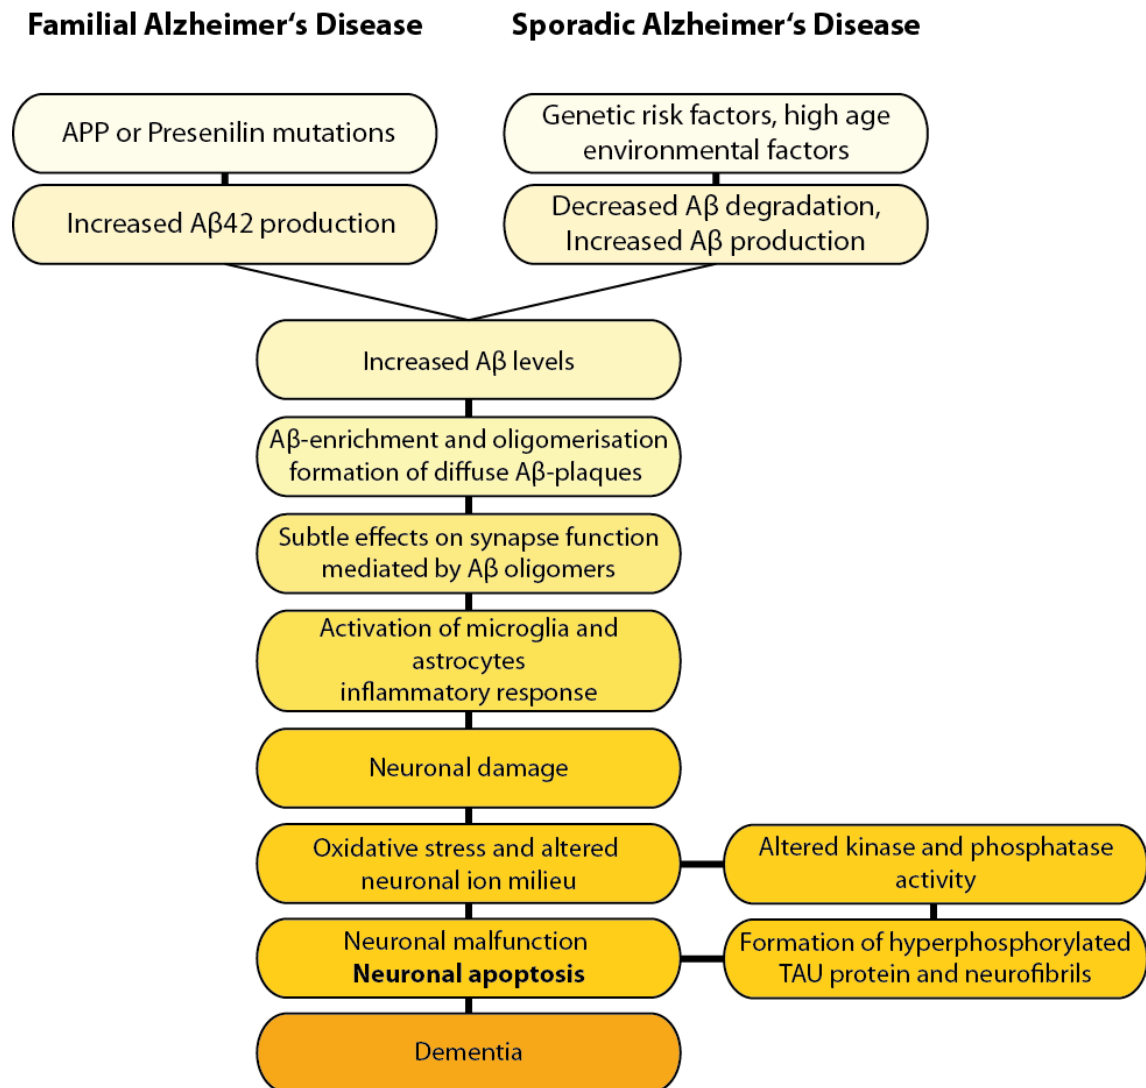 Familial Alzheimer‘s Disease
Sporadic Alzheimer‘s Disease
APP or Presenilin mutations
Genetic risk factors, high age
environmental factors
Increased Aβ42 production
Decreased Aβ degradation,
Increased Aβ production
Increased Aβ levels
Aβ-enrichment and oligomerisation
formation of diffuse Aβ-plaques
Subtle effects on synapse function
mediated by Aβ oligomers
Activation of microglia and
astrocytes
inflammatory response
Neuronal damage
Oxidative stress and altered
neuronal ion milieu
Altered kinase and phosphatase
activity
Neuronal malfunction
Neuronal apoptosis
Formation of hyperphosphorylated
TAU protein and neurofibrils
Dementia